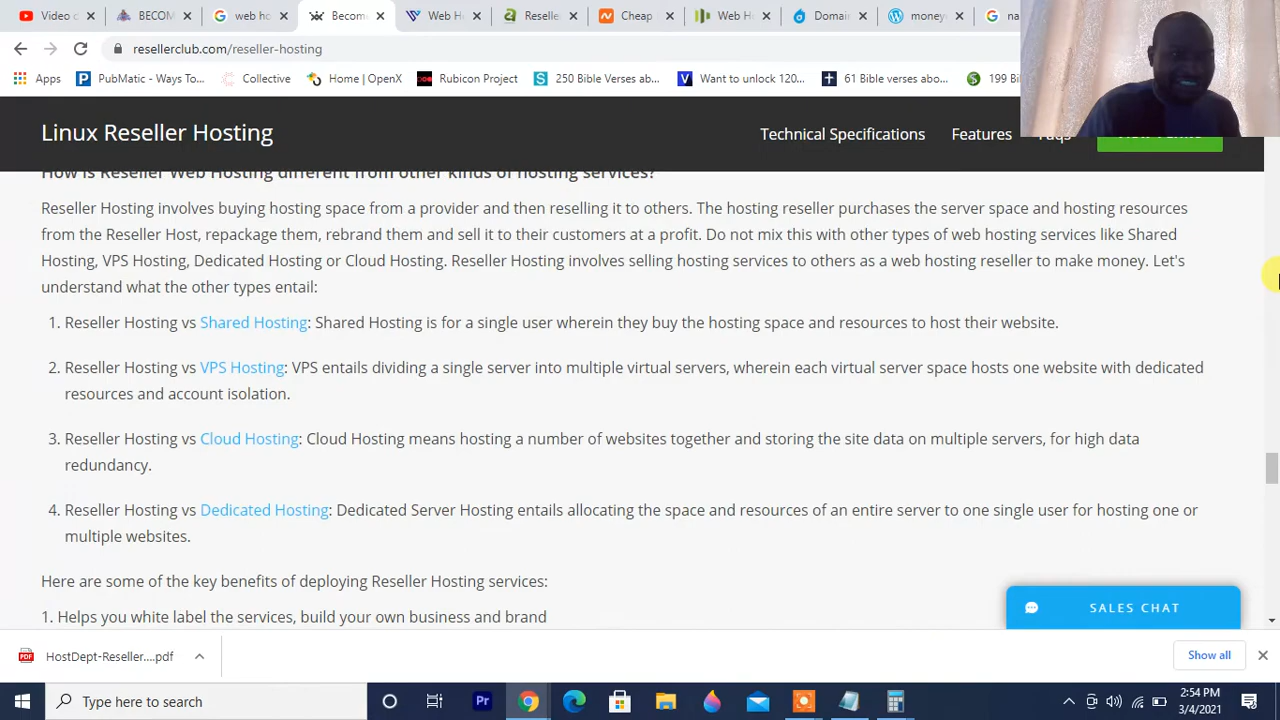 Video c
BECOM
web ho
Becom
Web H
Reselle
Cheap
Web H
Domai
money
na
resellerclub.com/reseller-hosting
Apps
PubMatic - Ways To...
Collective
Home | OpenX
Rubicon Project
250 Bible Verses ab...
Want to unlock 120...
61 Bible verses abo...
199 Bi
Linux Reseller Hosting
Technical Specifications
Features
How is Reseller Web Hosting different from other kinds of hosting services?
Reseller Hosting involves buying hosting space from a provider and then reselling it to others. The hosting reseller purchases the server space and hosting resources
from the Reseller Host, repackage them, rebrand them and sell it to their customers at a profit. Do not mix this with other types of web hosting services like Shared
Hosting, VPS Hosting, Dedicated Hosting or Cloud Hosting. Reseller Hosting involves selling hosting services to others as a web hosting reseller to make money. Let's
understand what the other types entail:
1. Reseller Hosting vs Shared Hosting: Shared Hosting is for a single user wherein they buy the hosting space and resources to host their website.
2. Reseller Hosting vs VPS Hosting: VPS entails dividing a single server into multiple virtual servers, wherein each virtual server space hosts one website with dedicated
resources and account isolation.
3. Reseller Hosting vs Cloud Hosting: Cloud Hosting means hosting a number of websites together and storing the site data on multiple servers, for high data
redundancy.
4. Reseller Hosting vs Dedicated Hosting: Dedicated Server Hosting entails allocating the space and resources of an entire server to one single user for hosting one or
multiple websites.
Here are some of the key benefits of deploying Reseller Hosting services:
1. Helps you white label the services, build your own business and brand
SALES CHAT
HostDept-Reseller....pdf
Show all
Type here to search
2:54 PM
3/4/2021